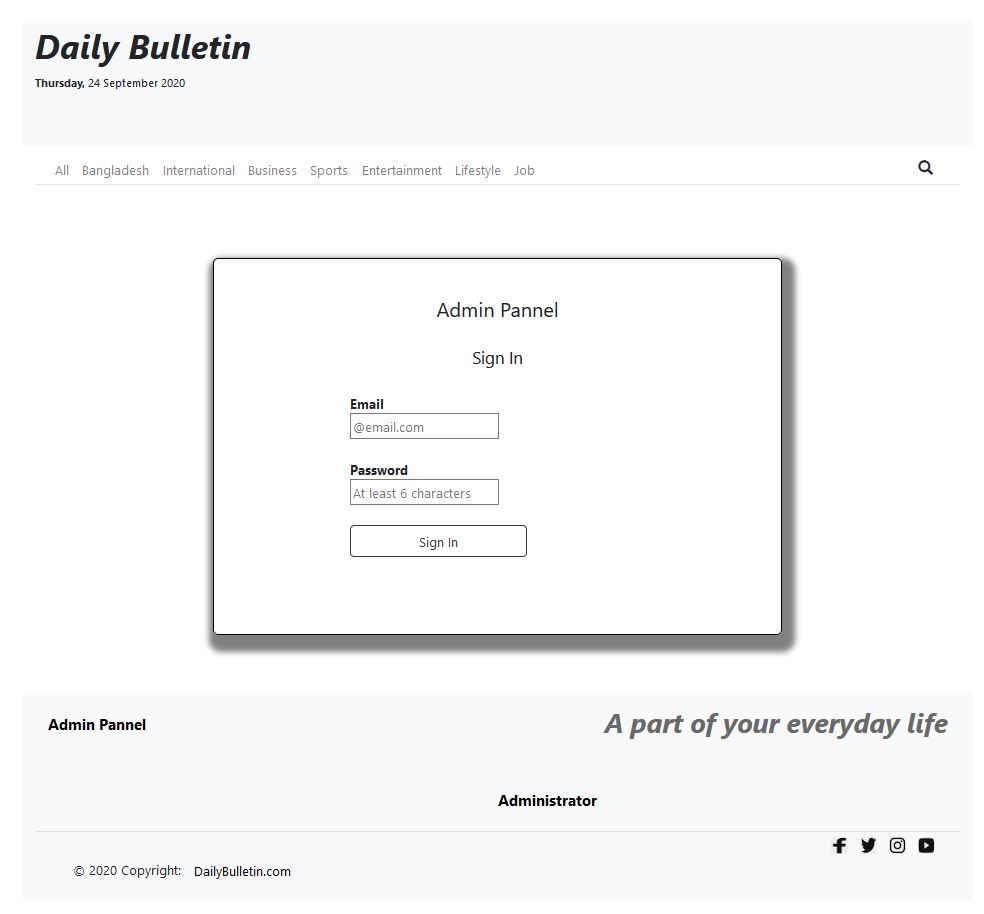 Daily Bulletin
Thursday, 24 September 2020
All Bangladesh International Business Sports Entertainment Lifestyle Job
Admin Pannel
Sign In
Email
@email.com
Password
At least 6 characters
Sign In
Admin Pannel
A part of your everyday life
Administrator
© 2020 Copyright: DailyBulletin.com